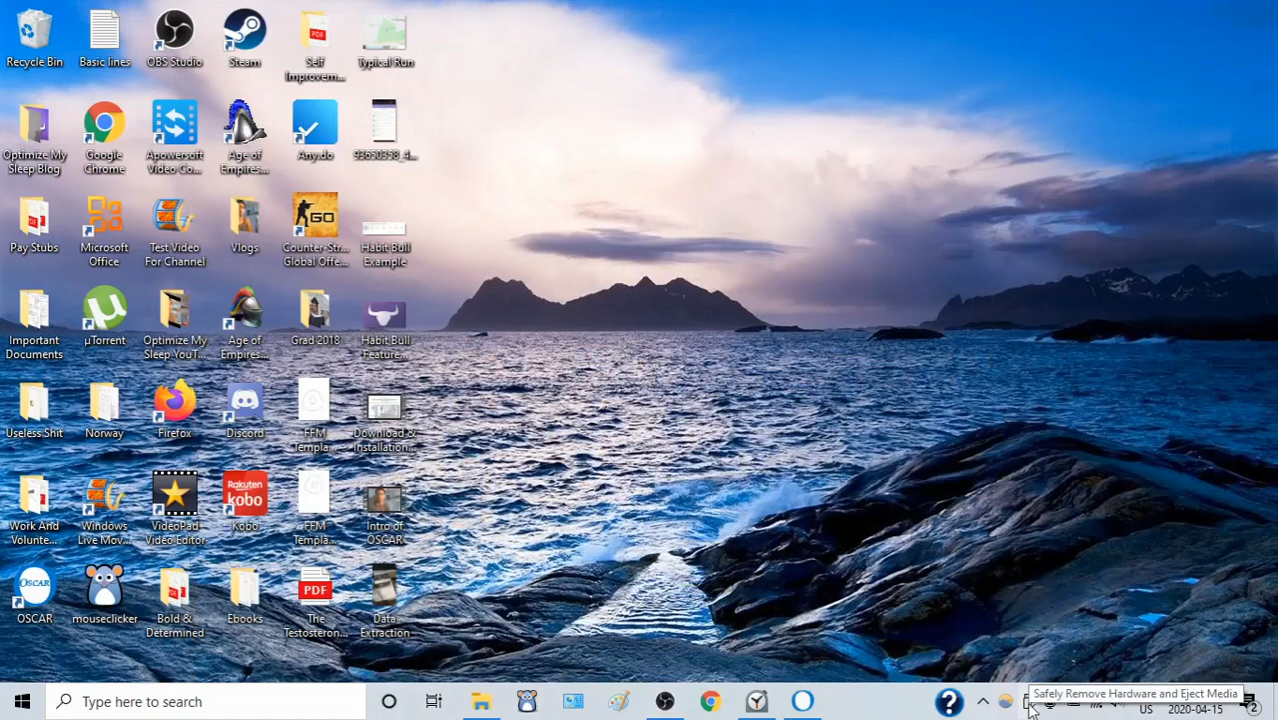 Recycle Bin
Basic lines
OBS Studio
Steam
PDF
Self
Improvem...
Typical Run
Optimize My
Sleep Blog
Google
Chrome
Apowersoft
Video Co...
Age of
Empires...
Any.do
93650358_4...
Pay Stubs
Microsoft
Office
Test Video
For Channel
Vlogs
GO
Counter-Str...
Global Offe...
Habit Bull
Example
Important
Documents
µTorrent
Optimize My
Sleep YouT...
Age of
Empires...
Grad 2018
Habit Bull
Feature...
Useless Shit
Norway
Firefox
Discord
FFM
Templa...
Download &
Installation...
Work And
Volunte...
Windows
Live Mov...
VideoPad
Video Editor
Rakuten
kobo
Kobo
FFM
Templa...
Intro of
OSCAR
OSCAR
OSCAR
mouseclicker
Bold &
Determined
Ebooks
PDF
The
Testosteron...
Data
Extraction
Type here to search
Safely Remove Hardware and Eject Media
US
2020-04-15
2